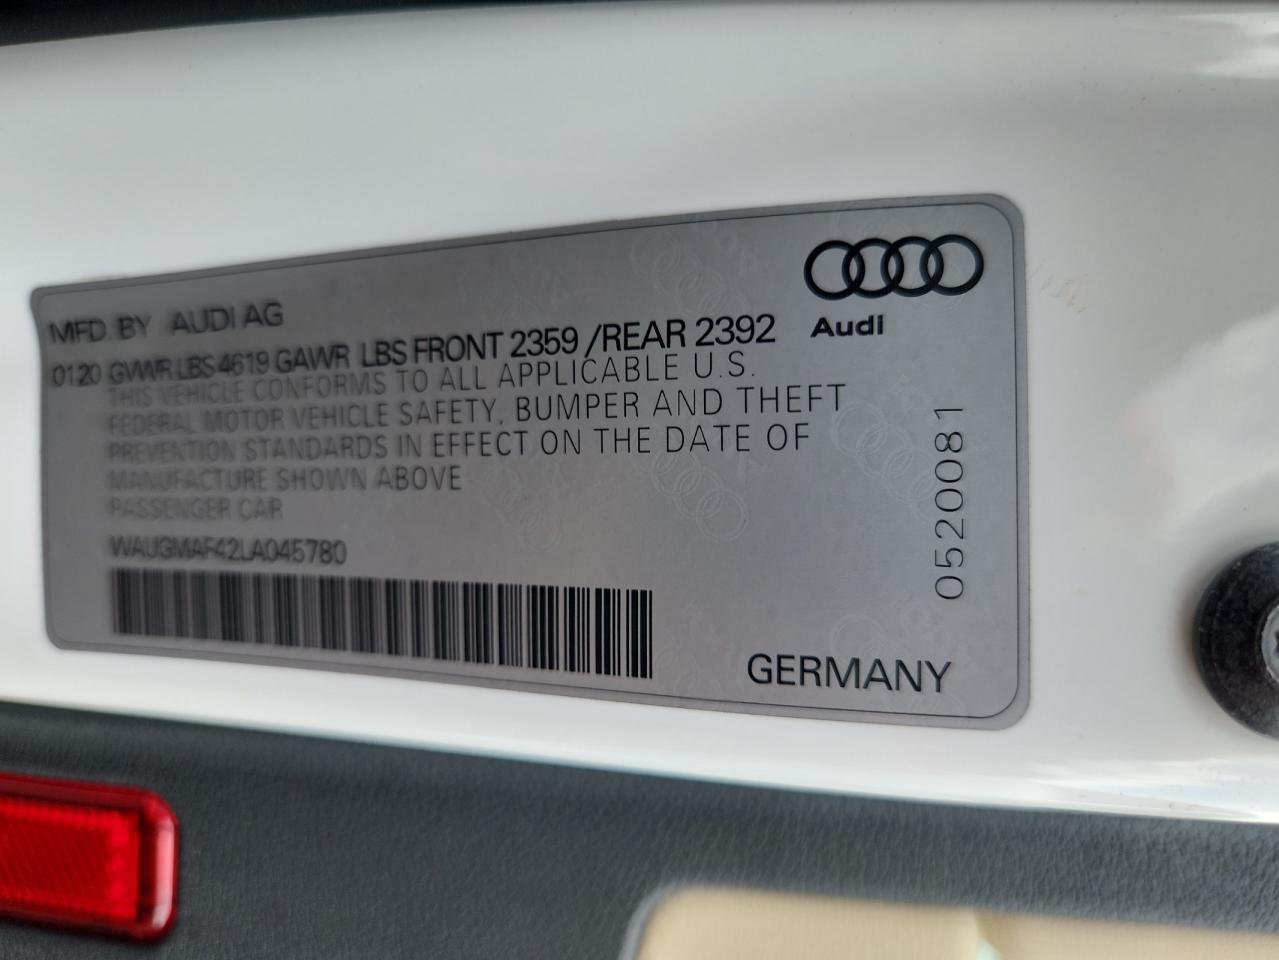 MFD. BY AUDI AG
01 20 GVWR LBS 4619 GAWR LBS FRONT 2359 /REAR 2392
THIS VEHICLE CONFORMS TO ALL APPLICABLE U.S.
FEDERAL MOTOR VEHICLE SAFETY, BUMPER AND THEFT
PREVENTION STANDARDS IN EFFECT ON THE DATE OF
MANUFACTURE SHOWN ABOVE
PASSENGER CAR
WAUGMAF42LA045780
Audi
0520081
GERMANY